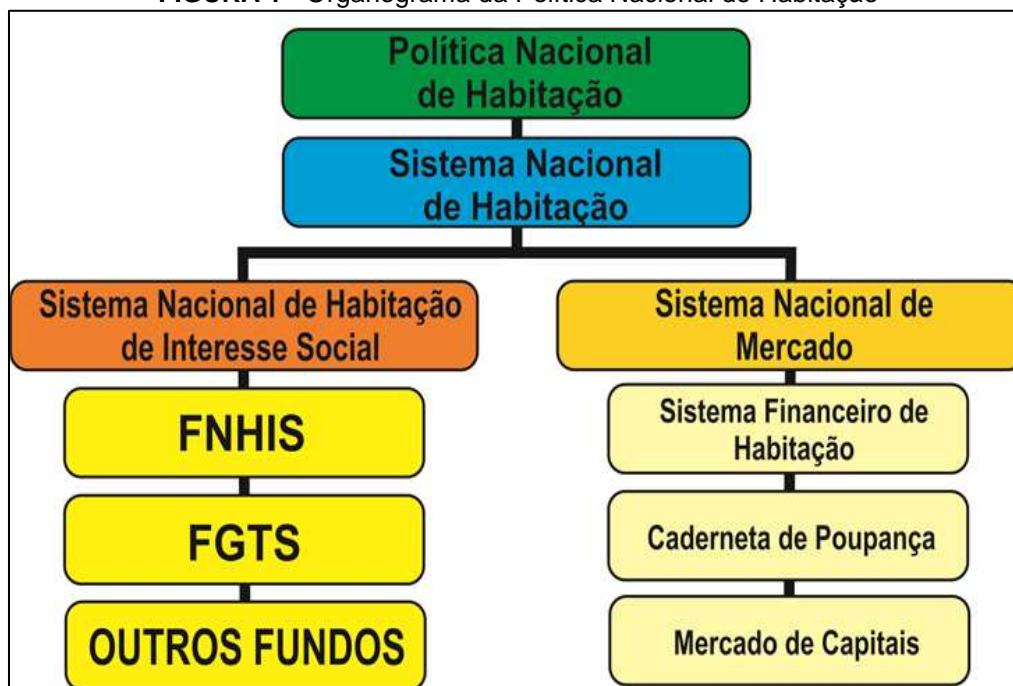 FIGURA 1 - Organograma da Política Nacional de Habitação
Política Nacional
de Habitação
Sistema Nacional
de Habitação
Sistema Nacional de Habitação
de Interesse Social
FNHIS
FGTS
OUTROS FUNDOS
Sistema Nacional de
Mercado
Sistema Financeiro de
Habitação
Caderneta de Poupança
Mercado de Capitais